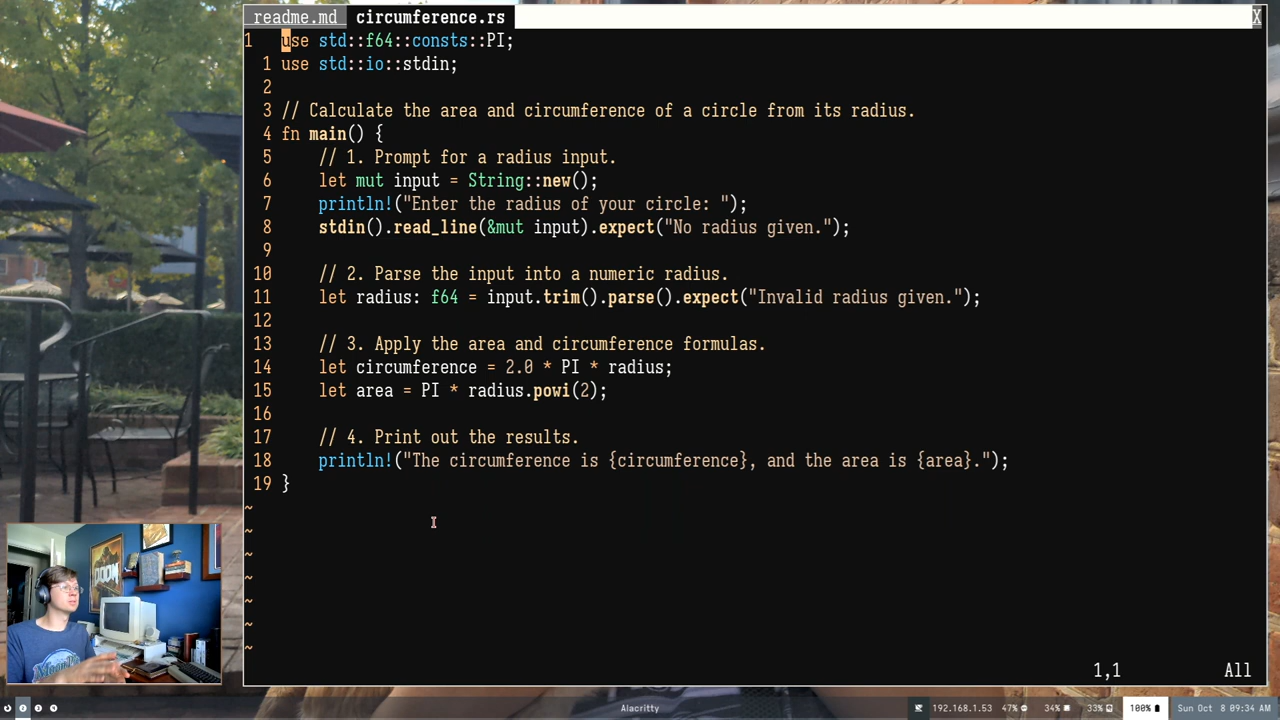 readme.md circumference.rs X
1 use std::f64::consts::PI;
1 use std::io::stdin;
2
3 // Calculate the area and circumference of a circle from its radius.
4 fn main() {
5     // 1. Prompt for a radius input.
6     let mut input = String::new();
7     println!("Enter the radius of your circle: ");
8     stdin().read_line(&mut input).expect("No radius given.");
9
10     // 2. Parse the input into a numeric radius.
11     let radius: f64 = input.trim().parse().expect("Invalid radius given.");
12
13     // 3. Apply the area and circumference formulas.
14     let circumference = 2.0 * PI * radius;
15     let area = PI * radius.powi(2);
16
17     // 4. Print out the results.
18     println!("The circumference is {circumference}, and the area is {area}.");
19 }
~
~
~
~
~
~
~
1,1 All
DOOM
Alacritty 192.168.1.53 47% 34% 33% 100% Sun Oct 8 09:34 AM